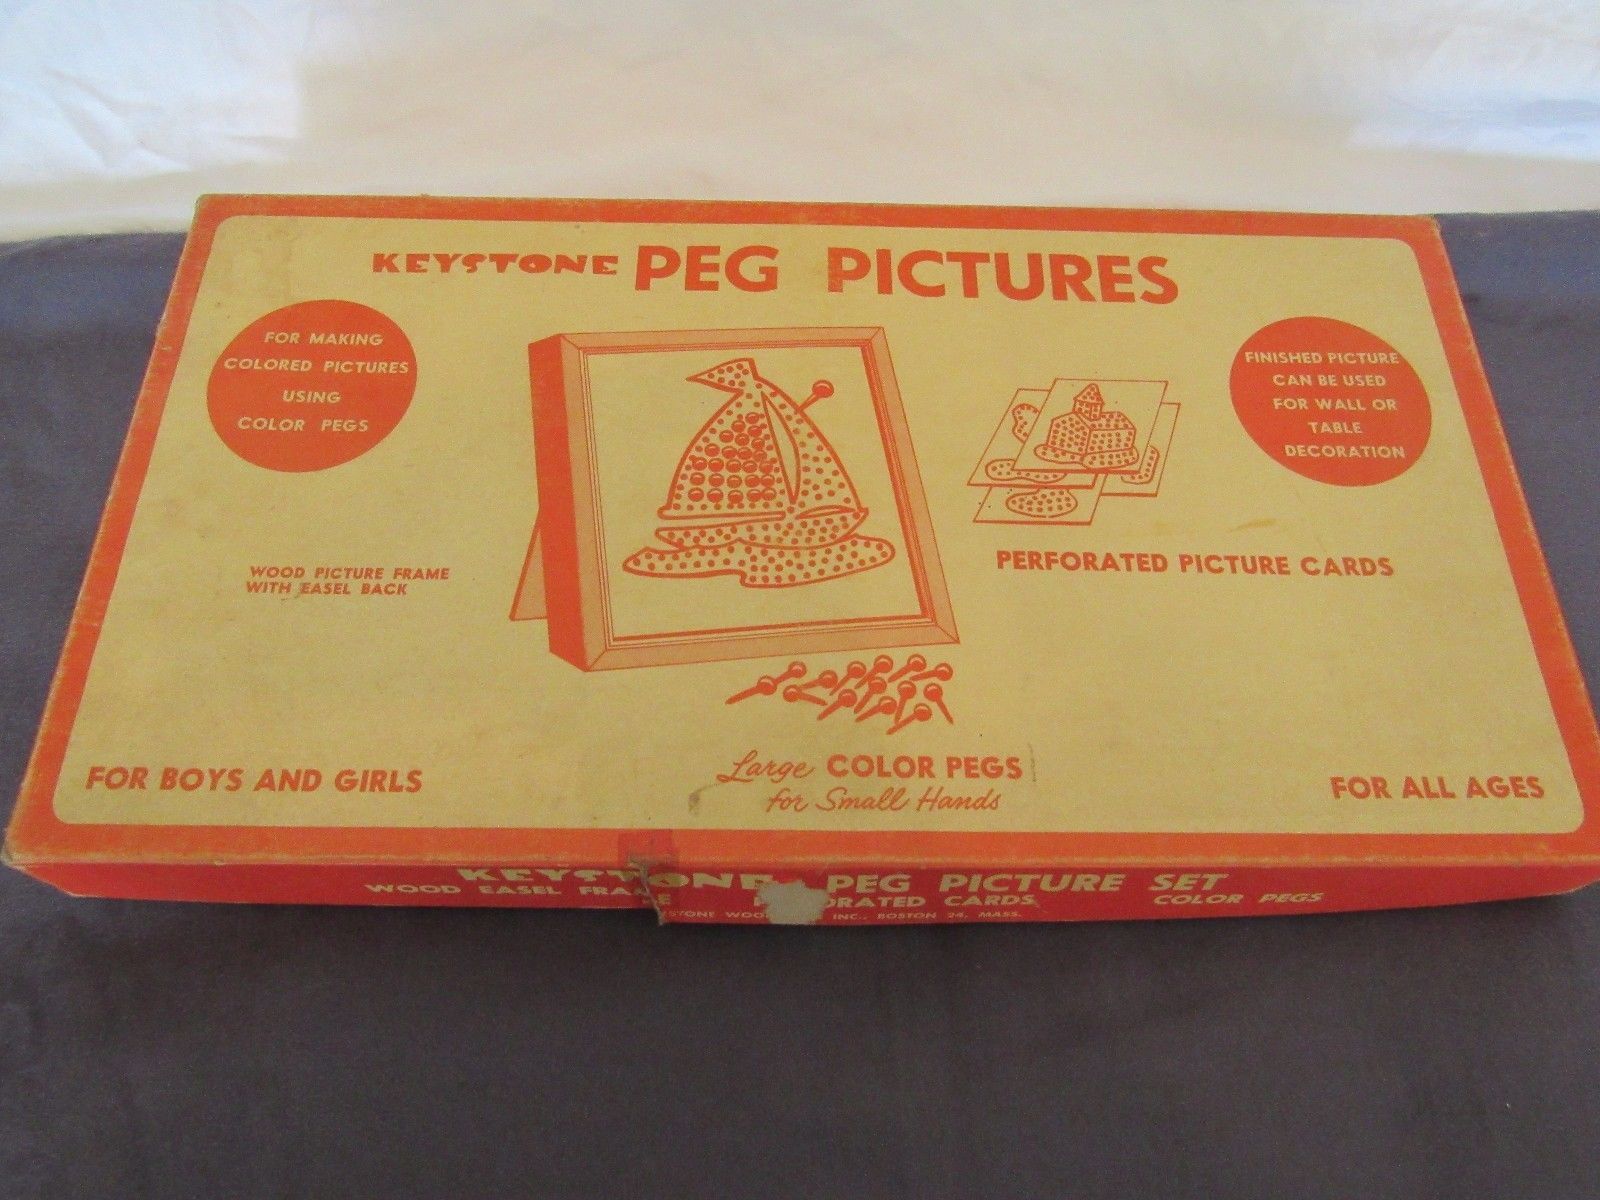 KEYSTONE PEG PICTURES
FOR MAKING
COLORED PICTURES
USING
COLOR PEGS
FINISHED PICTURE
CAN BE USED
FOR WALL OR
TABLE
DECORATION
WOOD PICTURE FRAME
WITH EASEL BACK
PERFORATED PICTURE CARDS
FOR BOYS AND GIRLS
Large COLOR PEGS
for Small Hands
FOR ALL AGES
KEYSTONE PEG PICTURE SET
WOOD EASEL CARDS COLOR PEGS
INC., BOSTON 24, MASS.